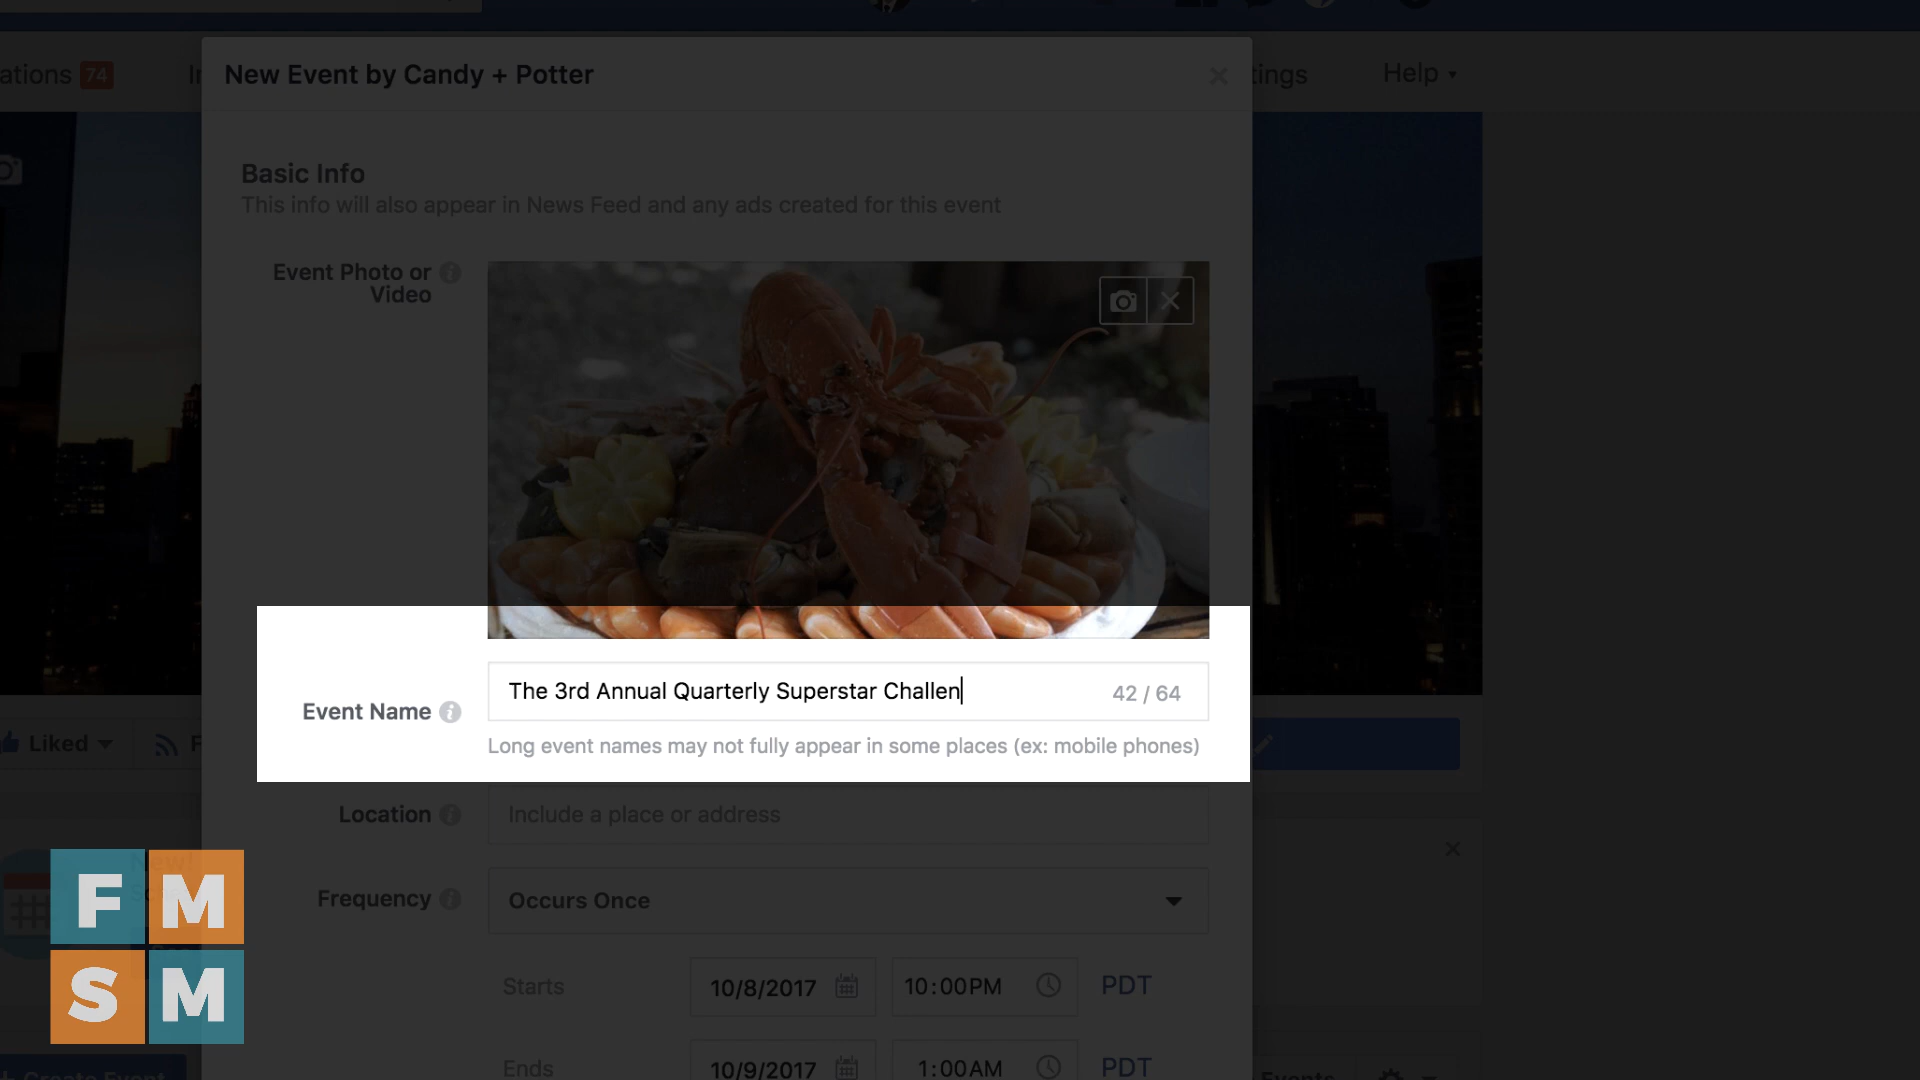 ations 74
tings
Help
New Event by Candy + Potter
Basic Info
This info will also appear in News Feed and any ads created for this event
Event Photo or
Video
Event Name
The 3rd Annual Quarterly Superstar Challen
42 / 64
Long event names may not fully appear in some places (ex: mobile phones)
Liked
Location
Include a place or address
Frequency
Occurs Once
Starts
10/8/2017
10:00PM
PDT
Ends
10/9/2017
1:00AM
PDT
F M
S M
Create Event
Events